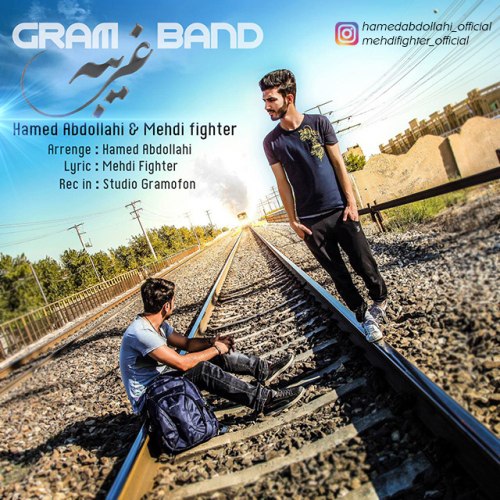 GRAM BAND
غریبه
hamedabdollahi_official
mehdifighter_official
Hamed Abdollahi & Mehdi fighter
Arrenge : Hamed Abdollahi
Lyric : Mehdi Fighter
Rec in : Studio Gramofon